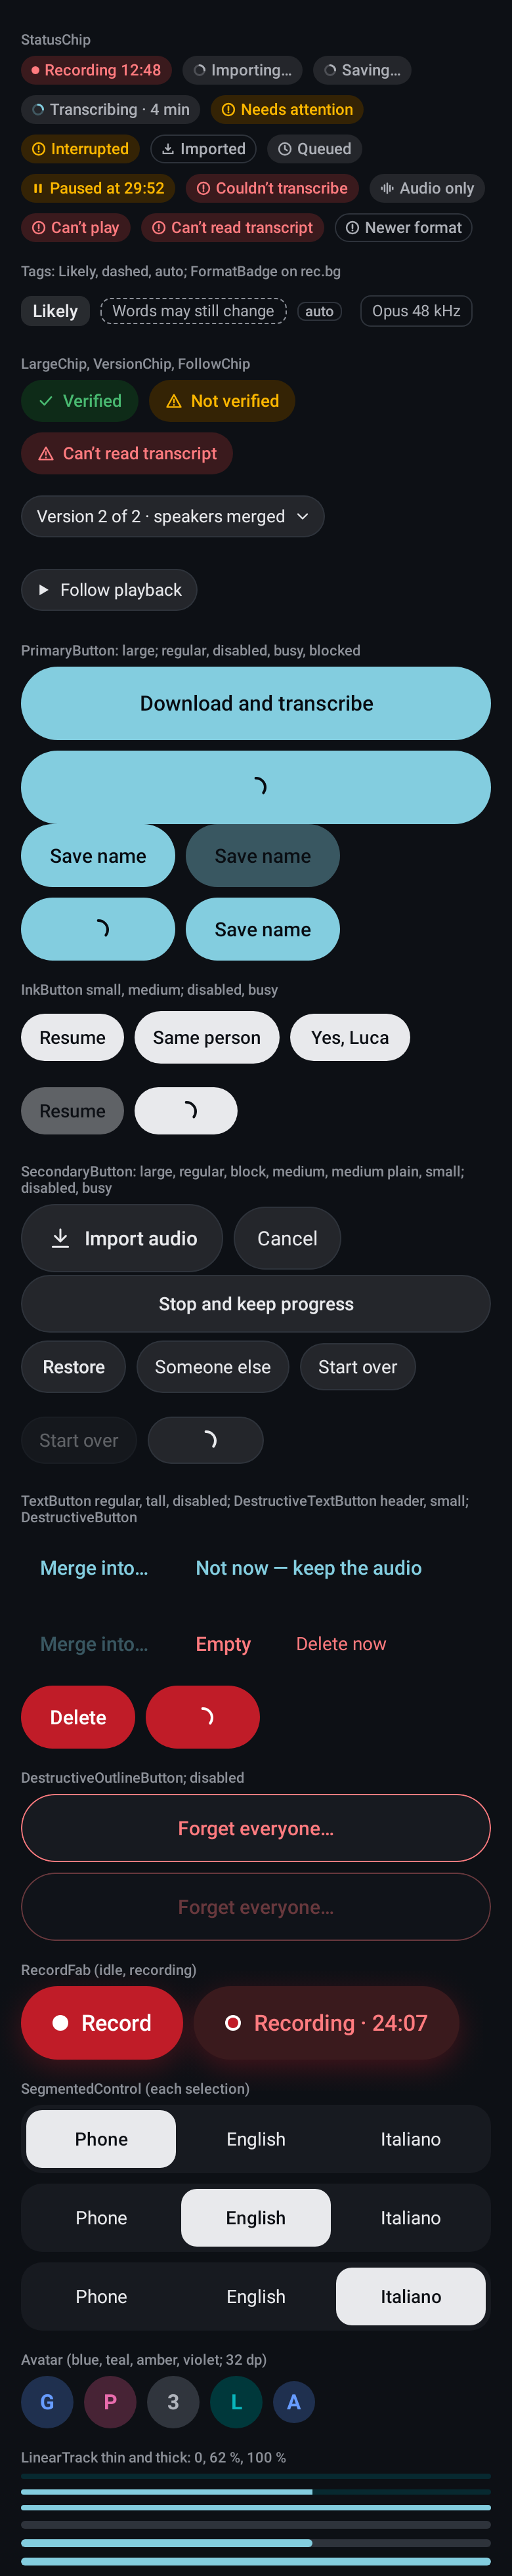 StatusChip
Recording 12:48 Importing… Saving…
Transcribing · 4 min Needs attention
Interrupted Imported Queued
Paused at 29:52 Couldn’t transcribe Audio only
Can’t play Can’t read transcript Newer format
Tags: Likely, dashed, auto; FormatBadge on rec.bg
Likely Words may still change auto Opus 48 kHz
LargeChip, VersionChip, FollowChip
Verified Not verified
Can’t read transcript
Version 2 of 2 · speakers merged
Follow playback
PrimaryButton: large; regular, disabled, busy, blocked
Download and transcribe
Save name Save name
Save name
InkButton small, medium; disabled, busy
Resume Same person Yes, Luca
Resume
SecondaryButton: large, regular, block, medium, medium plain, small;
disabled, busy
Import audio Cancel
Stop and keep progress
Restore Someone else Start over
Start over
TextButton regular, tall, disabled; DestructiveTextButton header, small;
DestructiveButton
Merge into… Not now — keep the audio
Merge into… Empty Delete now
Delete
DestructiveOutlineButton; disabled
Forget everyone…
Forget everyone…
RecordFab (idle, recording)
Record Recording · 24:07
SegmentedControl (each selection)
Phone English Italiano
Phone English Italiano
Phone English Italiano
Avatar (blue, teal, amber, violet; 32 dp)
G P 3 L A
LinearTrack thin and thick: 0, 62 %, 100 %